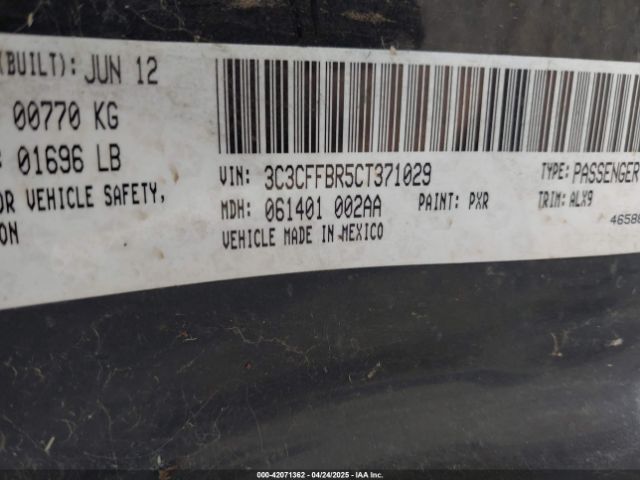 (BUILT): JUN 12
00770 KG
01696 LB
VIN: 3C3CFFBR5CT371029
TYPE: PASSENGER
OR VEHICLE SAFETY,
MDH: 061401 002AA
PAINT: PXR
TRIM: ALX9
ON
VEHICLE MADE IN MEXICO
4658
000-42071362 - 04/24/2025 - IAA Inc.